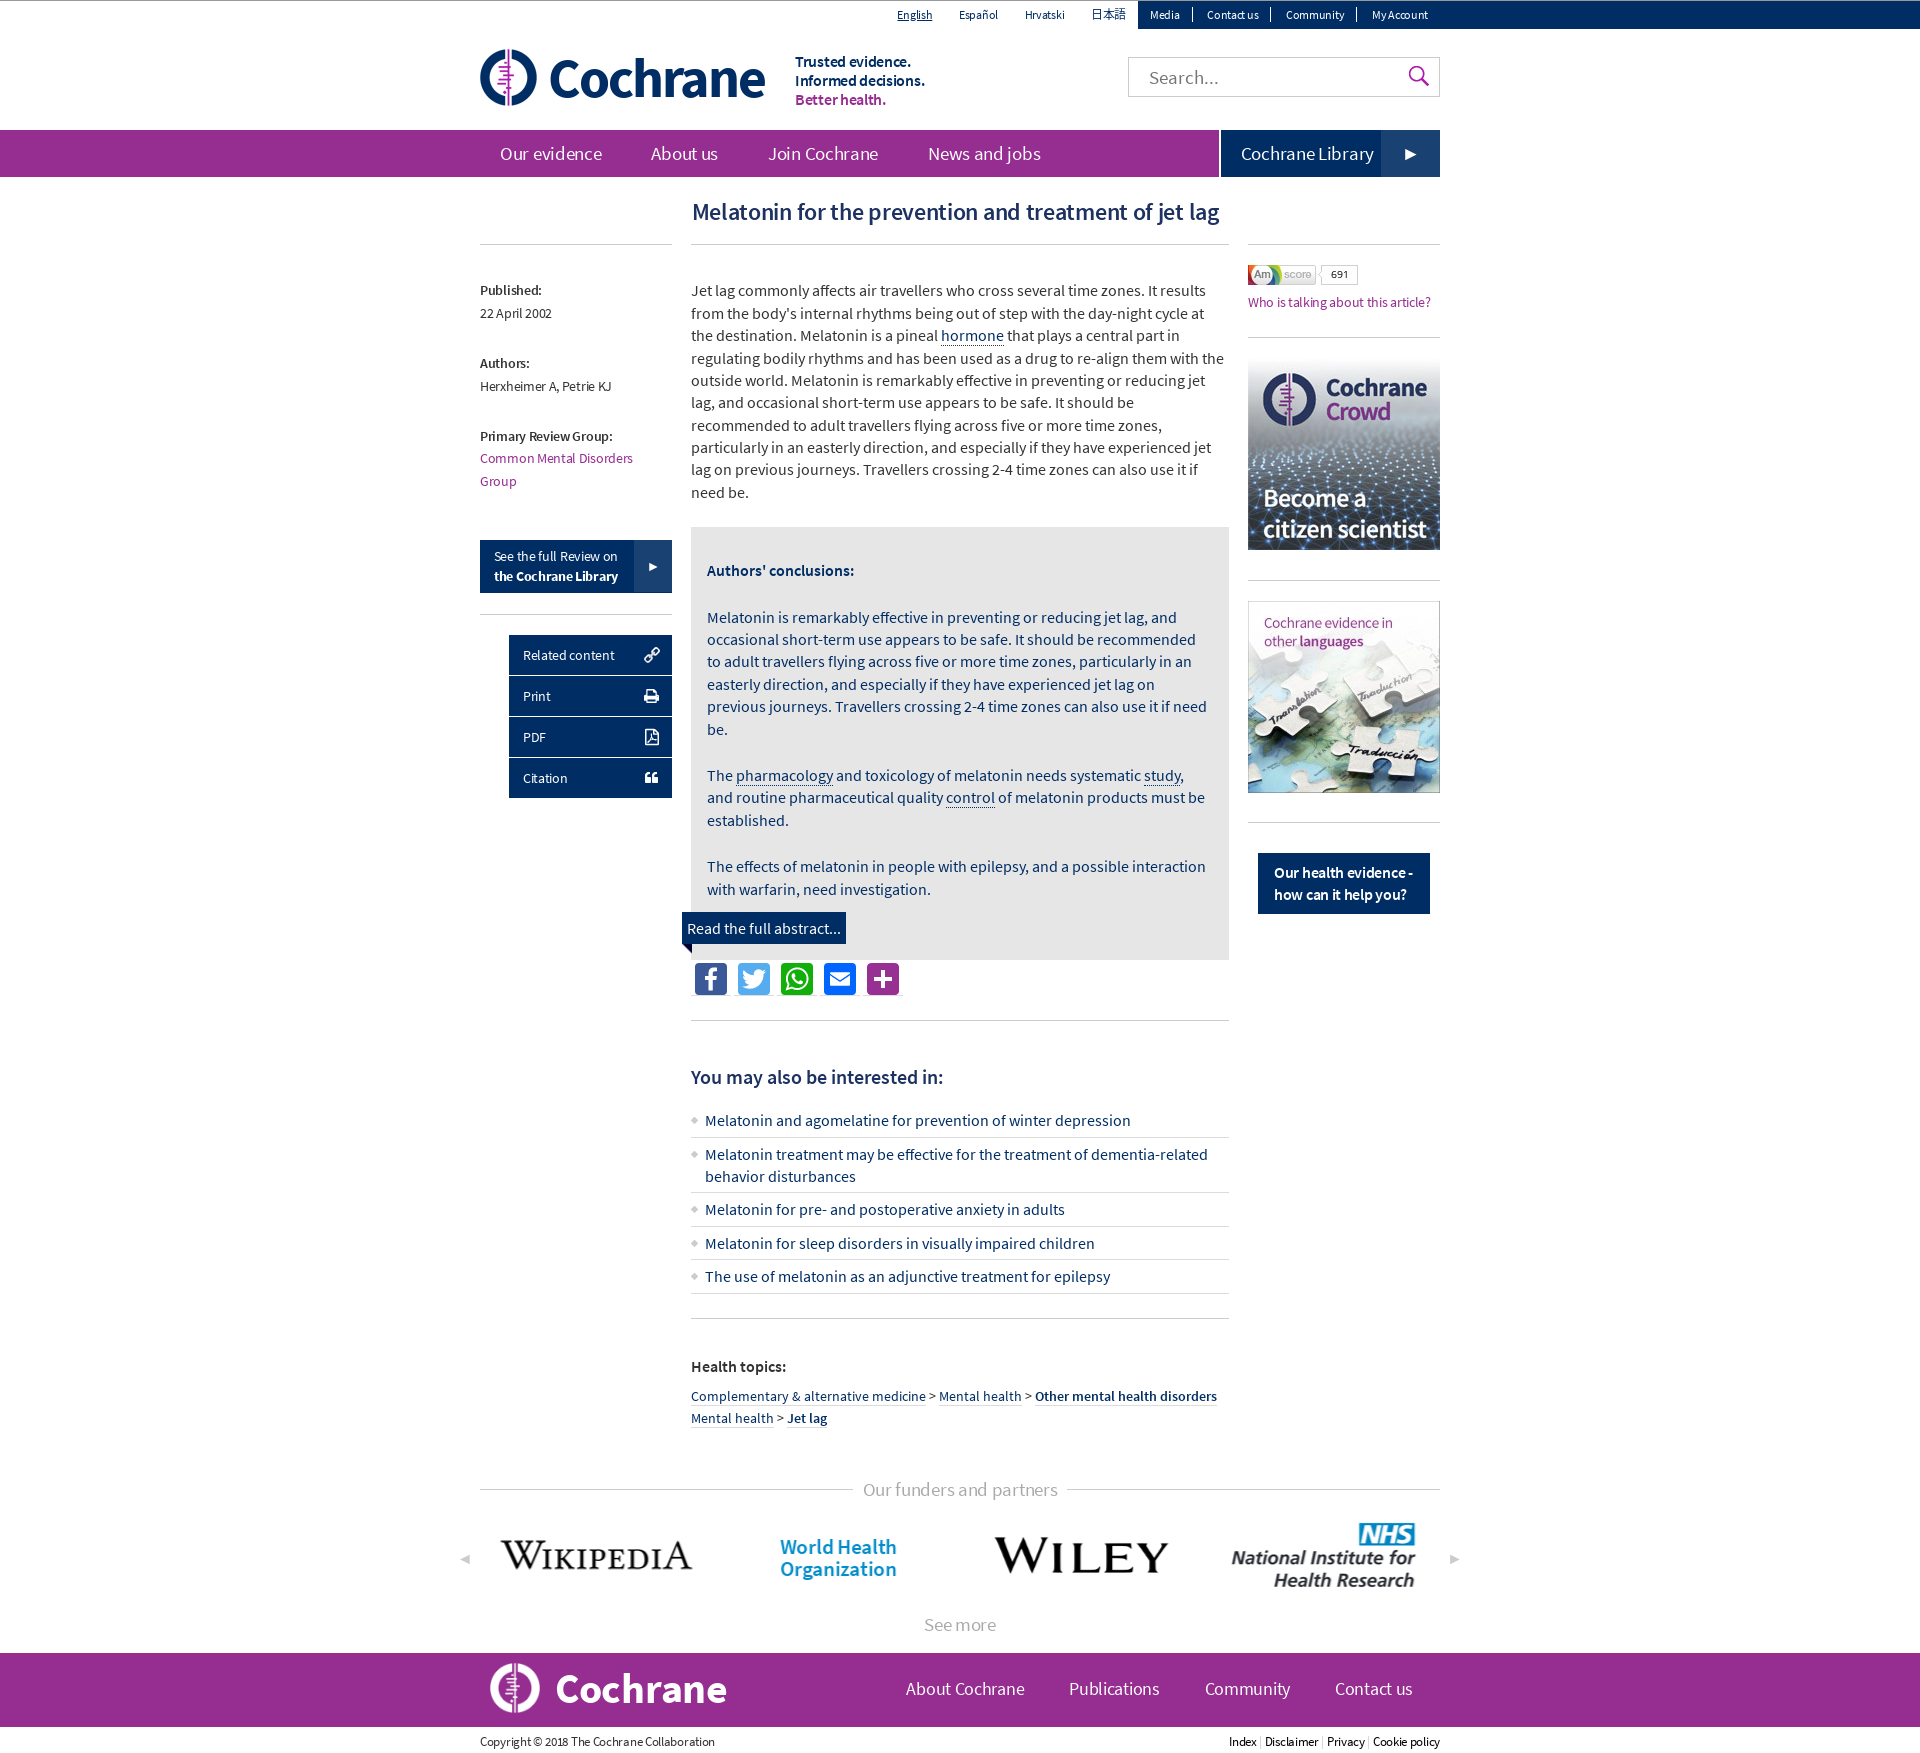 English Español Hrvatski 日本語 Media Contact us Community My Account
Cochrane
Trusted evidence.
Informed decisions.
Better health.
Search...
Our evidence About us Join Cochrane News and jobs Cochrane Library
Melatonin for the prevention and treatment of jet lag
Published:
22 April 2002
Authors:
Herxheimer A, Petrie KJ
Primary Review Group:
Common Mental Disorders
Group
See the full Review on
the Cochrane Library
Related content
Print
PDF
Citation
Jet lag commonly affects air travellers who cross several time zones. It results
from the body's internal rhythms being out of step with the day-night cycle at
the destination. Melatonin is a pineal hormone that plays a central part in
regulating bodily rhythms and has been used as a drug to re-align them with the
outside world. Melatonin is remarkably effective in preventing or reducing jet
lag, and occasional short-term use appears to be safe. It should be
recommended to adult travellers flying across five or more time zones,
particularly in an easterly direction, and especially if they have experienced jet
lag on previous journeys. Travellers crossing 2-4 time zones can also use it if
need be.
Authors' conclusions:
Melatonin is remarkably effective in preventing or reducing jet lag, and
occasional short-term use appears to be safe. It should be recommended
to adult travellers flying across five or more time zones, particularly in an
easterly direction, and especially if they have experienced jet lag on
previous journeys. Travellers crossing 2-4 time zones can also use it if need
be.
The pharmacology and toxicology of melatonin needs systematic study,
and routine pharmaceutical quality control of melatonin products must be
established.
The effects of melatonin in people with epilepsy, and a possible interaction
with warfarin, need investigation.
Read the full abstract...
Am score 691
Who is talking about this article?
Cochrane
Crowd
Become a
citizen scientist
Cochrane evidence in
other languages
Translation
Traduction
Traducción
Our health evidence -
how can it help you?
You may also be interested in:
Melatonin and agomelatine for prevention of winter depression
Melatonin treatment may be effective for the treatment of dementia-related
behavior disturbances
Melatonin for pre- and postoperative anxiety in adults
Melatonin for sleep disorders in visually impaired children
The use of melatonin as an adjunctive treatment for epilepsy
Health topics:
Complementary & alternative medicine > Mental health > Other mental health disorders
Mental health > Jet lag
Our funders and partners
WIKIPEDIA
World Health
Organization
WILEY
NHS
National Institute for
Health Research
See more
Cochrane
About Cochrane Publications Community Contact us
Copyright © 2018 The Cochrane Collaboration
Index | Disclaimer | Privacy | Cookie policy